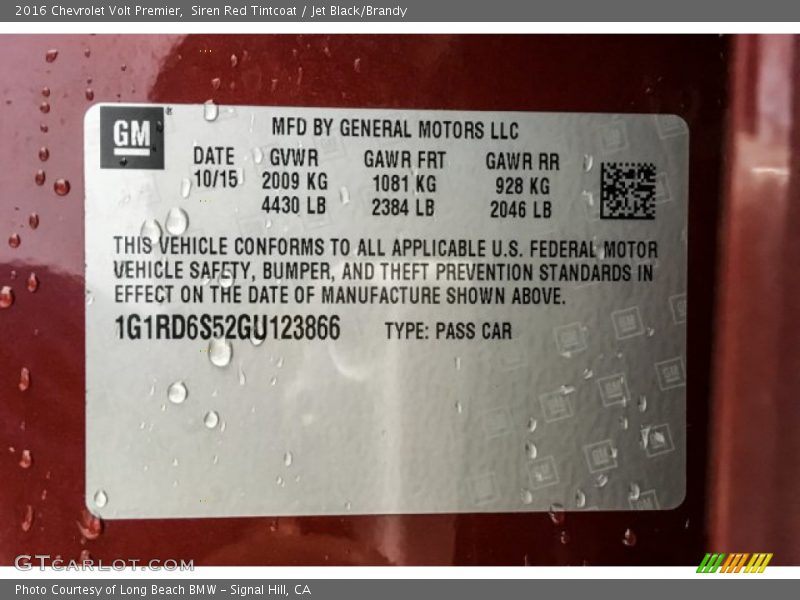 2016 Chevrolet Volt Premier,  Siren Red Tintcoat / Jet Black/Brandy
GM
MFD BY GENERAL MOTORS LLC
DATE GVWR GAWR FRT GAWR RR
10/15 2009 KG 1081 KG 928 KG
4430 LB 2384 LB 2046 LB
THIS VEHICLE CONFORMS TO ALL APPLICABLE U.S. FEDERAL MOTOR
VEHICLE SAFETY, BUMPER, AND THEFT PREVENTION STANDARDS IN
EFFECT ON THE DATE OF MANUFACTURE SHOWN ABOVE.
1G1RD6S52GU123866 TYPE: PASS CAR
GTCARLOT.COM
Photo Courtesy of Long Beach BMW - Signal Hill, CA